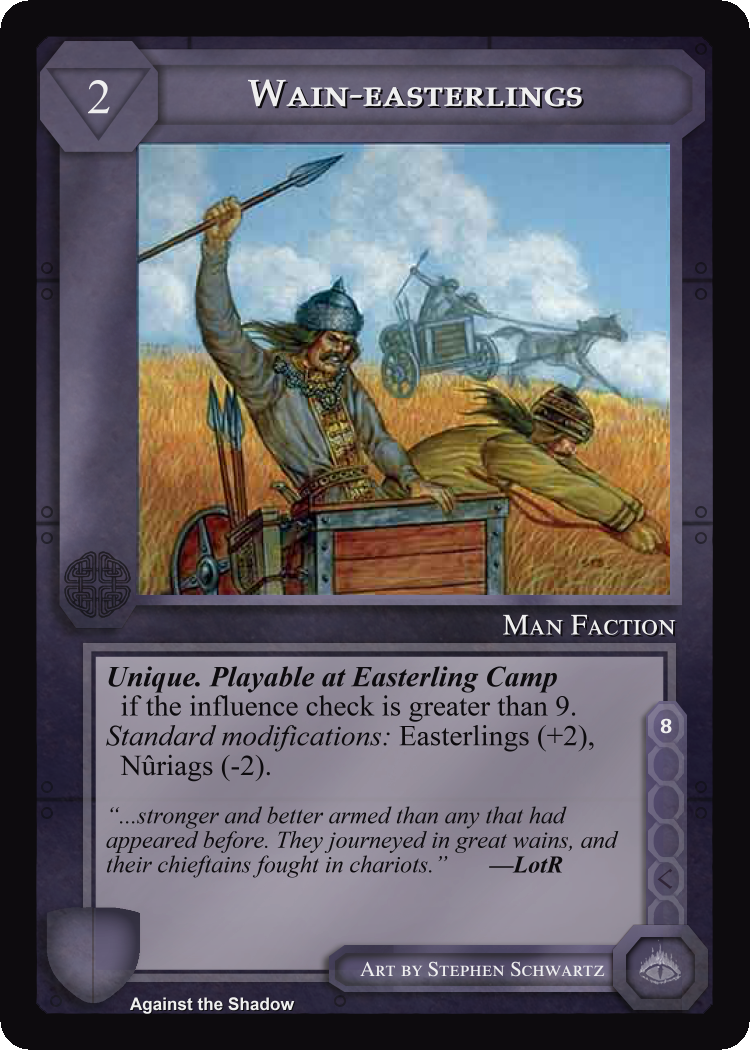 2
WAIN-EASTERLINGS
SFS
MAN FACTION
Unique. Playable at Easterling Camp
if the influence check is greater than 9.
Standard modifications: Easterlings (+2),
Nûriags (-2).
8
“...stronger and better armed than any that had
appeared before. They journeyed in great wains, and
their chieftains fought in chariots.” —LotR
ART BY STEPHEN SCHWARTZ
Against the Shadow